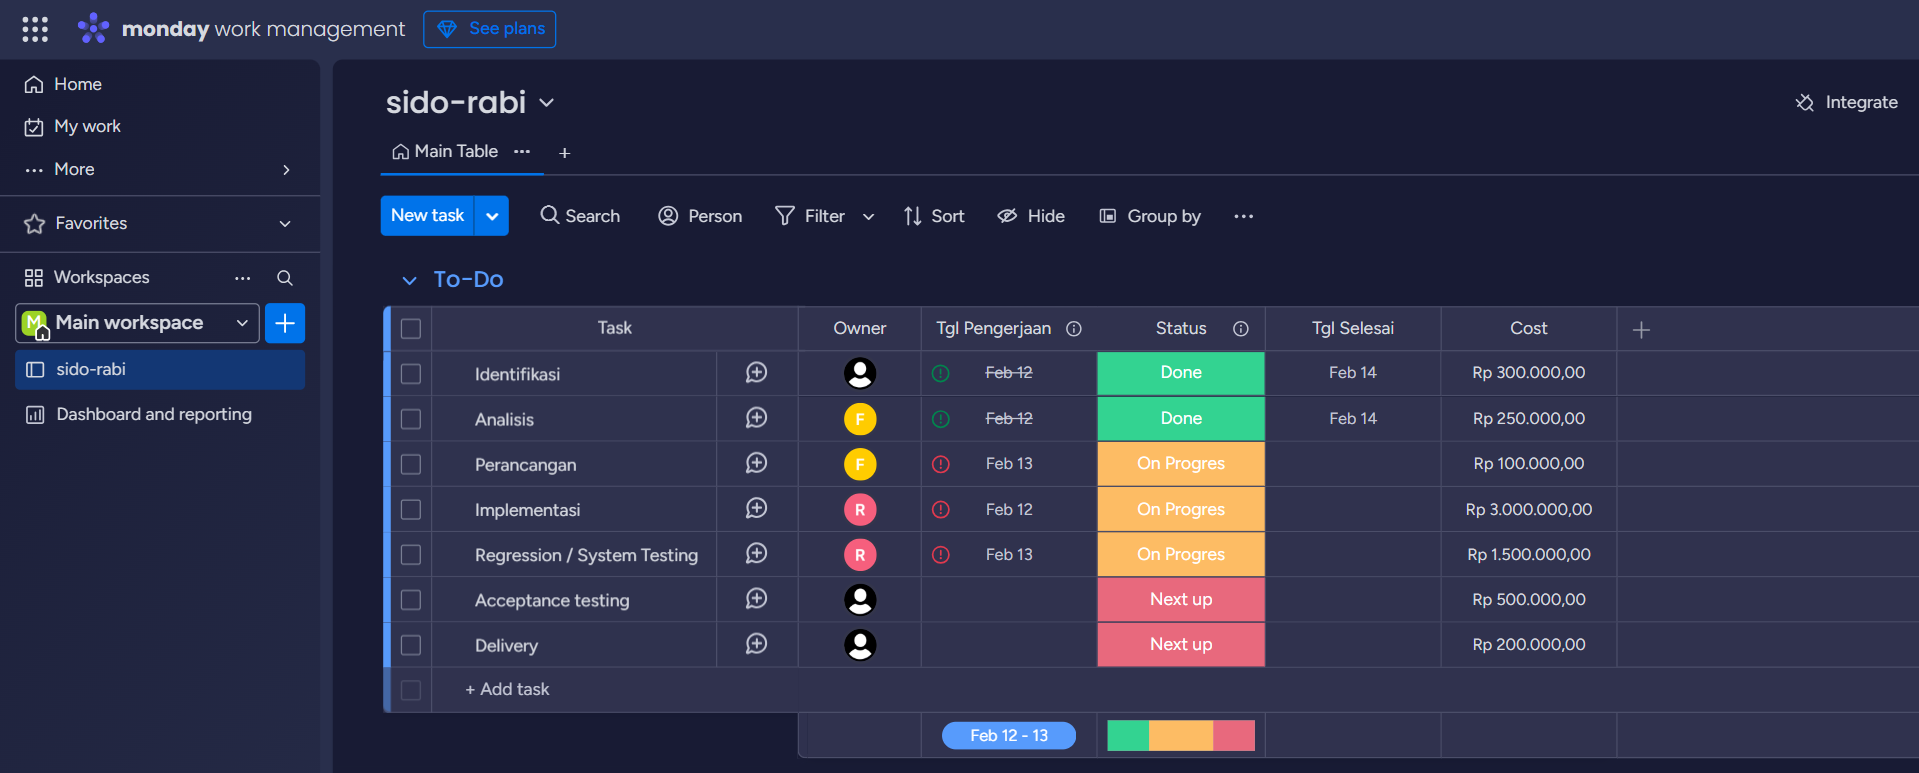 monday work management See plans
Home
My work
More
Favorites
Workspaces
M Main workspace
sido-rabi
Dashboard and reporting
sido-rabi
Integrate
Main Table
New task Search Person Filter Sort Hide Group by
To-Do
Task Owner Tgl Pengerjaan Status Tgl Selesai Cost
Identifikasi Feb 12 Done Feb 14 Rp 300.000,00
Analisis F Feb 12 Done Feb 14 Rp 250.000,00
Perancangan F Feb 13 On Progres Rp 100.000,00
Implementasi R Feb 12 On Progres Rp 3.000.000,00
Regression / System Testing R Feb 13 On Progres Rp 1.500.000,00
Acceptance testing Next up Rp 500.000,00
Delivery Next up Rp 200.000,00
+ Add task
Feb 12 - 13